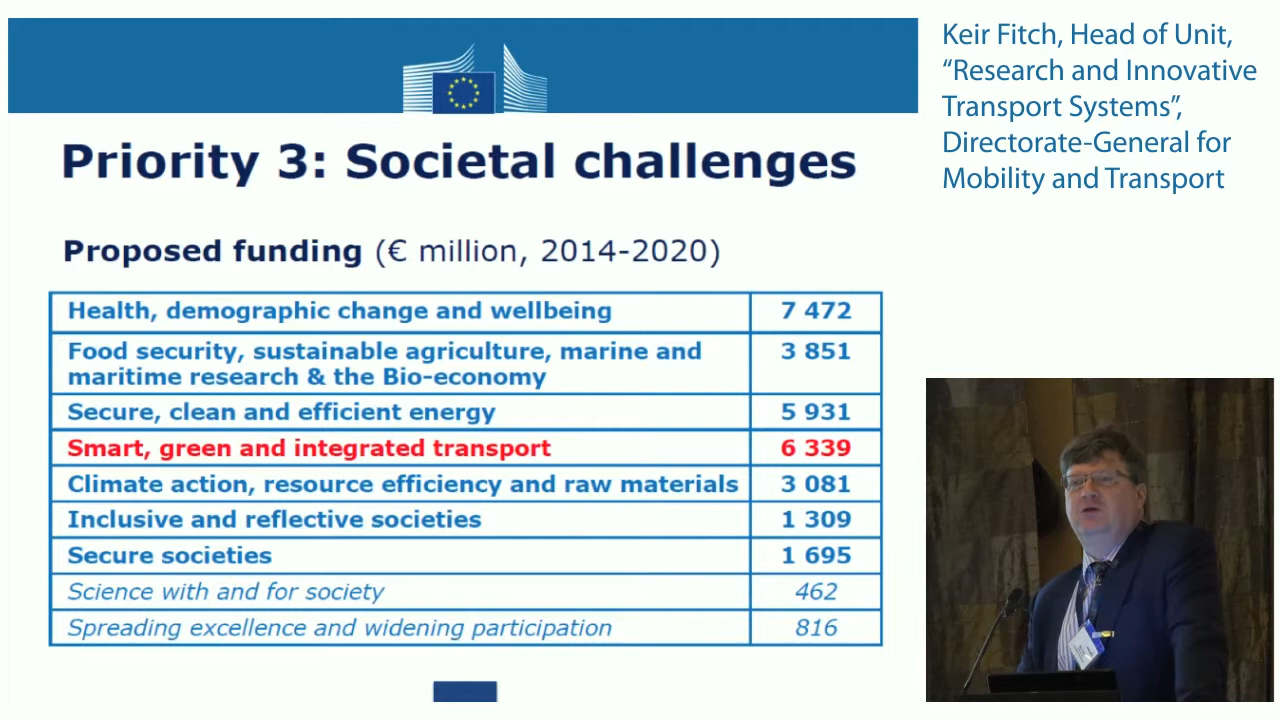 Priority 3: Societal challenges
Proposed funding (€ million, 2014-2020)
Health, demographic change and wellbeing 7 472
Food security, sustainable agriculture, marine and 3 851
maritime research & the Bio-economy
Secure, clean and efficient energy 5 931
Smart, green and integrated transport 6 339
Climate action, resource efficiency and raw materials 3 081
Inclusive and reflective societies 1 309
Secure societies 1 695
Science with and for society 462
Spreading excellence and widening participation 816
Keir Fitch, Head of Unit,
“Research and Innovative
Transport Systems”,
Directorate-General for
Mobility and Transport